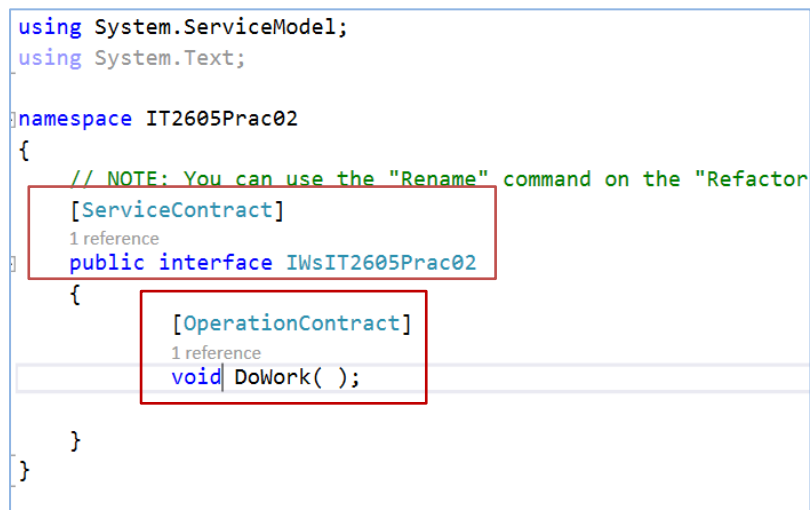 using System.ServiceModel;
using System.Text;
namespace IT2605Prac02
{
// NOTE: You can use the "Rename" command on the "Refactor
[ServiceContract]
1 reference
public interface IWsIT2605Prac02
{
[OperationContract]
1 reference
void DoWork( );
}
}